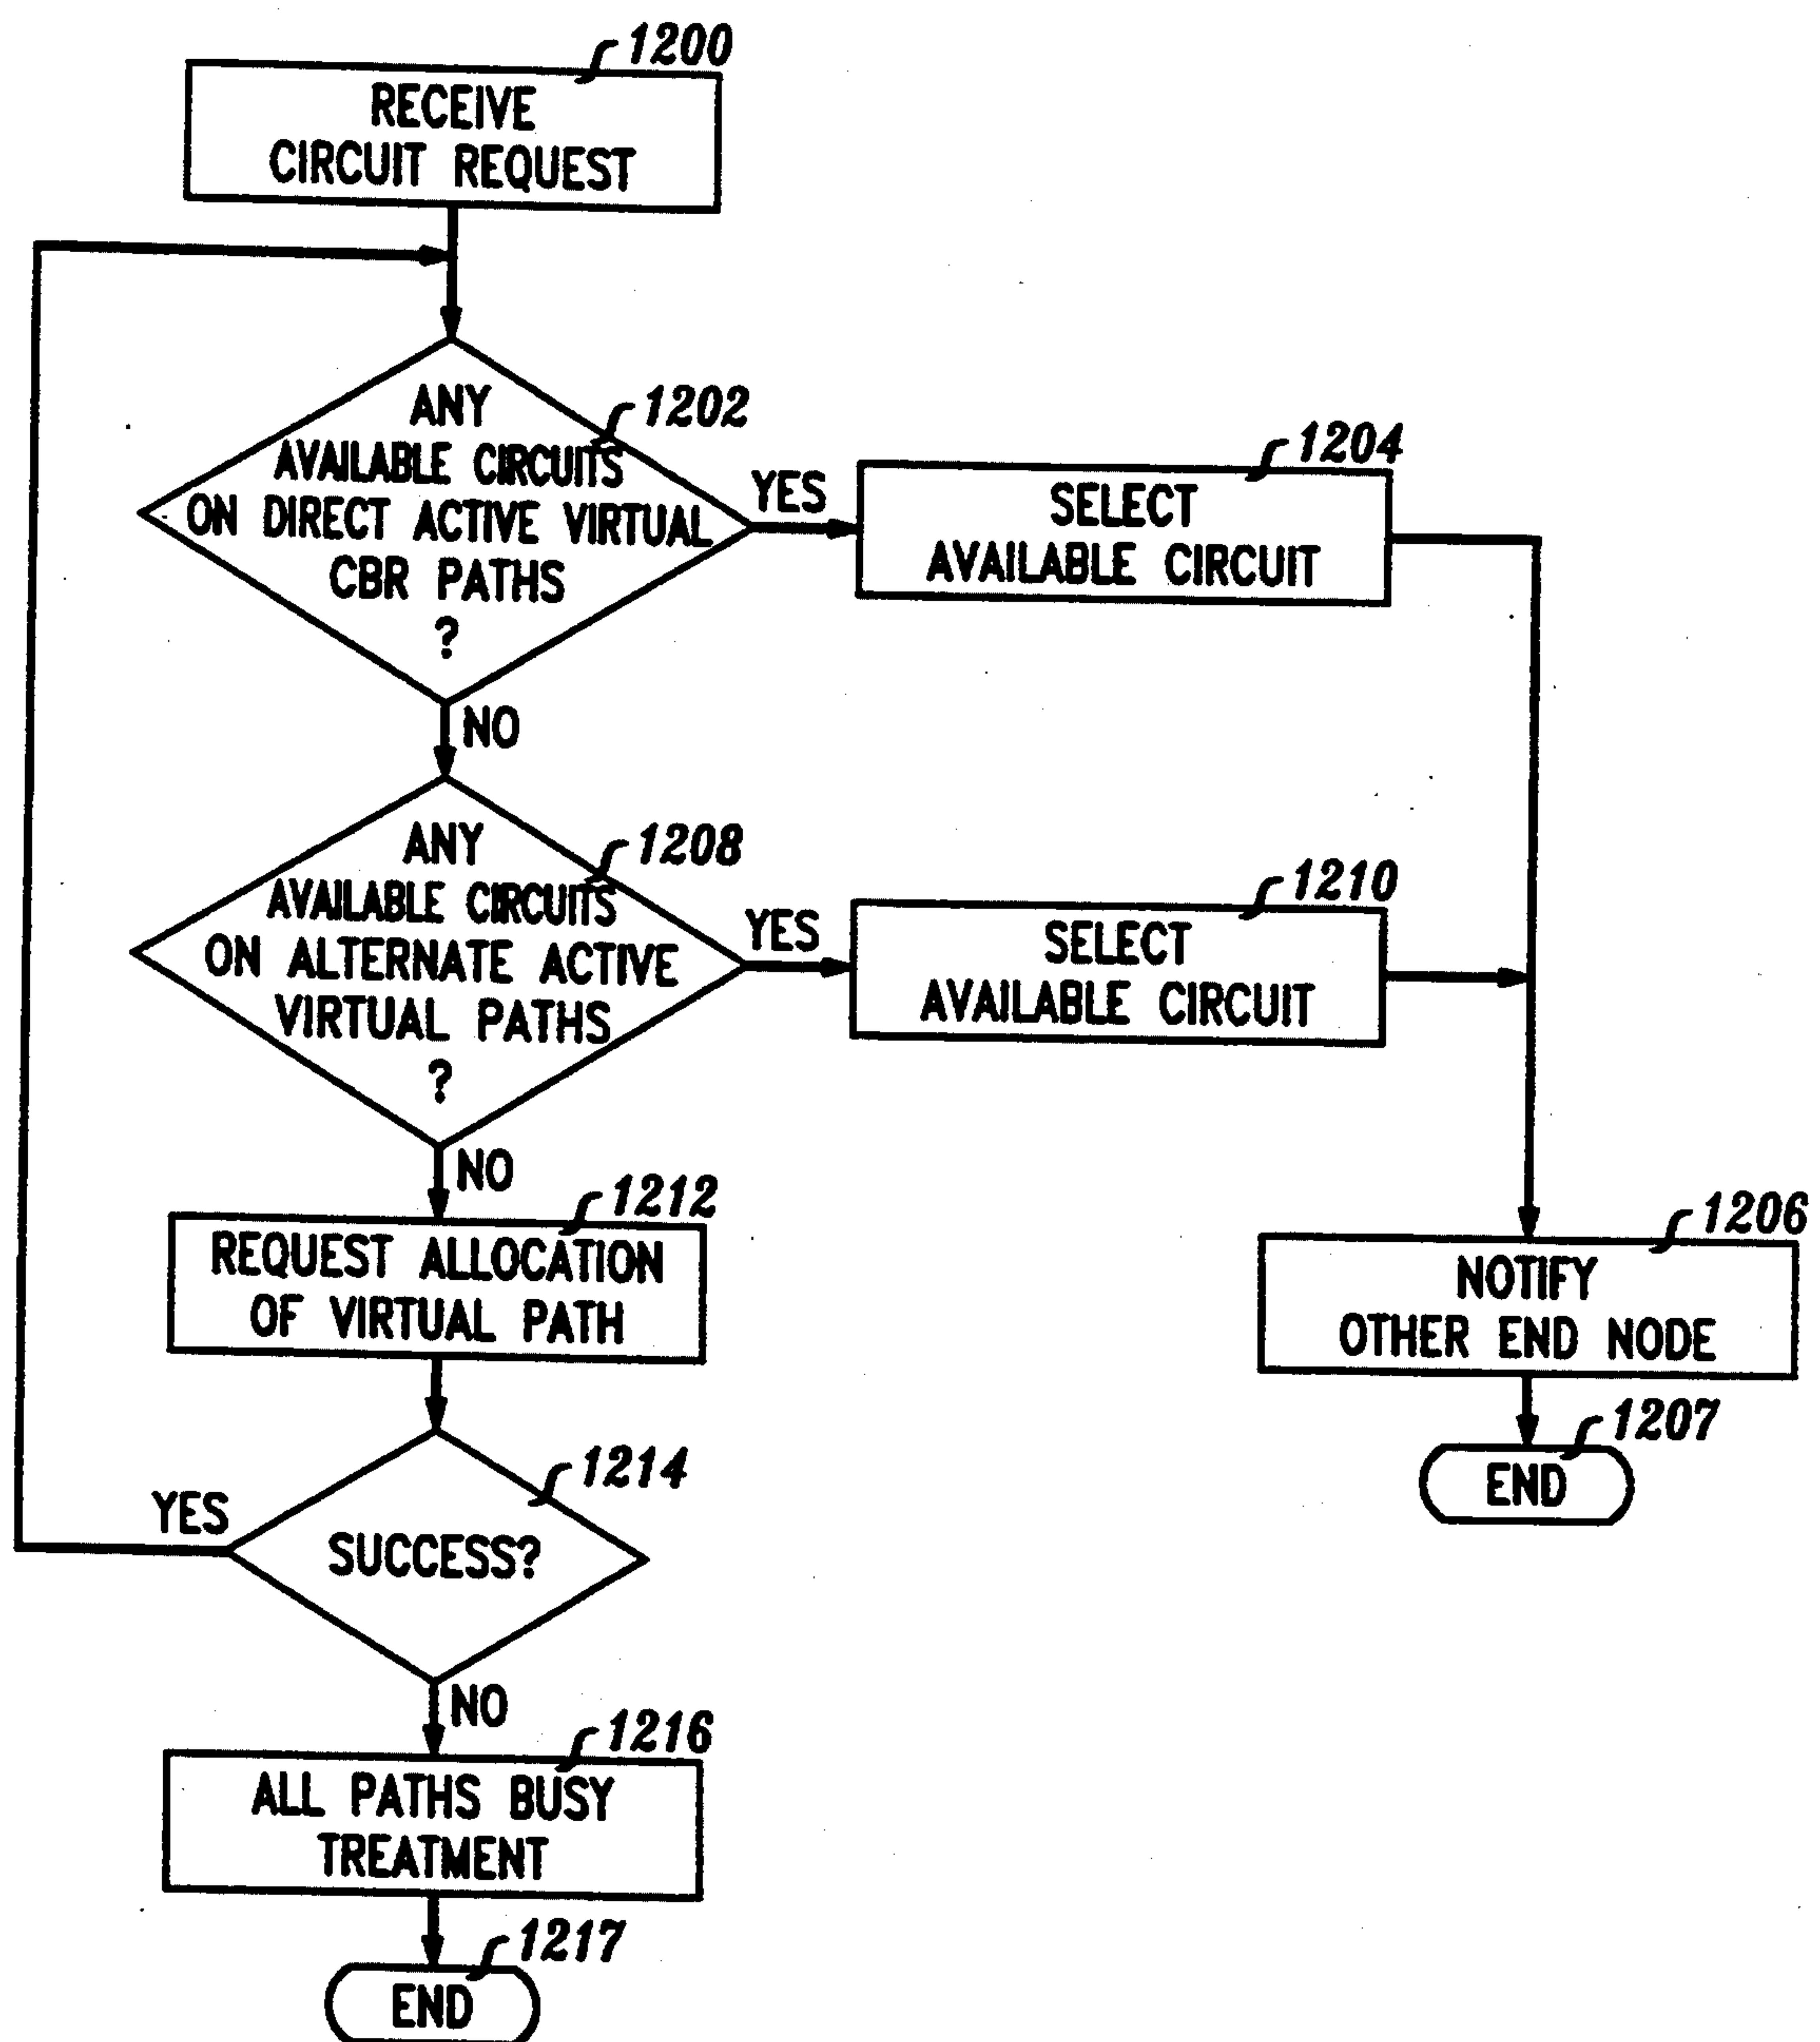 1200
RECEIVE
CIRCUIT REQUEST
1202
ANY
AVAILABLE CIRCUITS
ON DIRECT ACTIVE VIRTUAL
CBR PATHS
?
YES
1204
SELECT
AVAILABLE CIRCUIT
NO
1208
ANY
AVAILABLE CIRCUITS
ON ALTERNATE ACTIVE
VIRTUAL PATHS
?
YES
1210
SELECT
AVAILABLE CIRCUIT
NO
1212
REQUEST ALLOCATION
OF VIRTUAL PATH
1206
NOTIFY
OTHER END NODE
1207
END
1214
SUCCESS?
YES
NO
1216
ALL PATHS BUSY
TREATMENT
1217
END